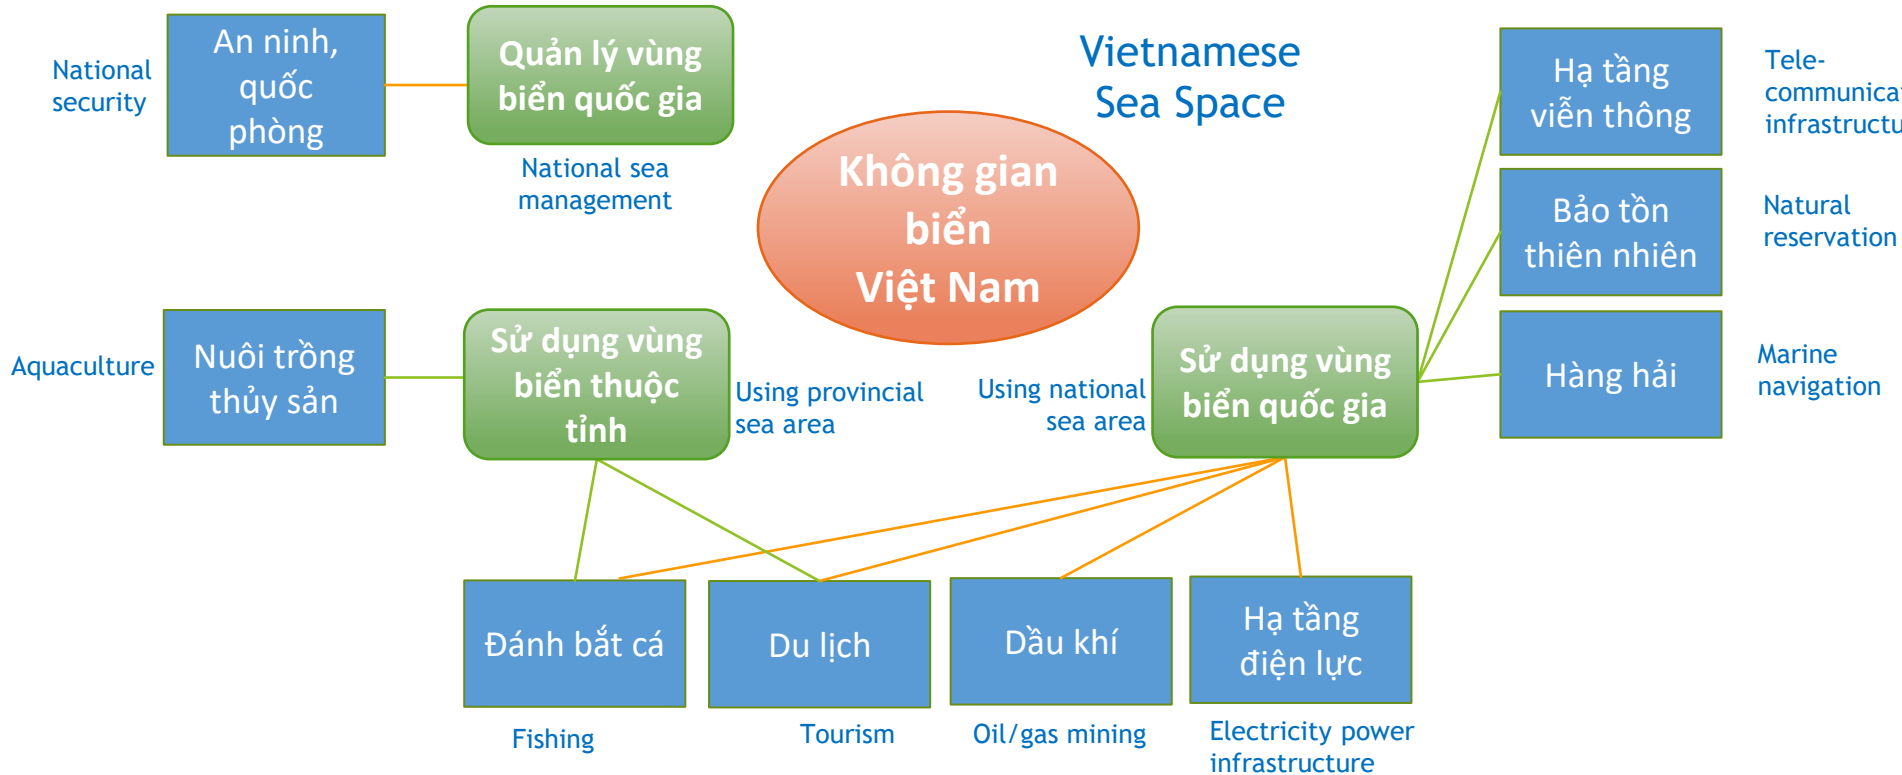 National
security
An ninh,
quốc
phòng
Quản lý vùng
biển quốc gia
National sea
management
Vietnamese
Sea Space
Không gian
biển
Việt Nam
Hạ tầng
viễn thông
Tele-
communicat
infrastructu
Bảo tồn
thiên nhiên
Natural
reservation
Aquaculture
Nuôi trồng
thủy sản
Sử dụng vùng
biển thuộc
tỉnh
Using provincial
sea area
Using national
sea area
Sử dụng vùng
biển quốc gia
Hàng hải
Marine
navigation
Đánh bắt cá
Fishing
Du lịch
Tourism
Dầu khí
Oil/gas mining
Hạ tầng
điện lực
Electricity power
infrastructure